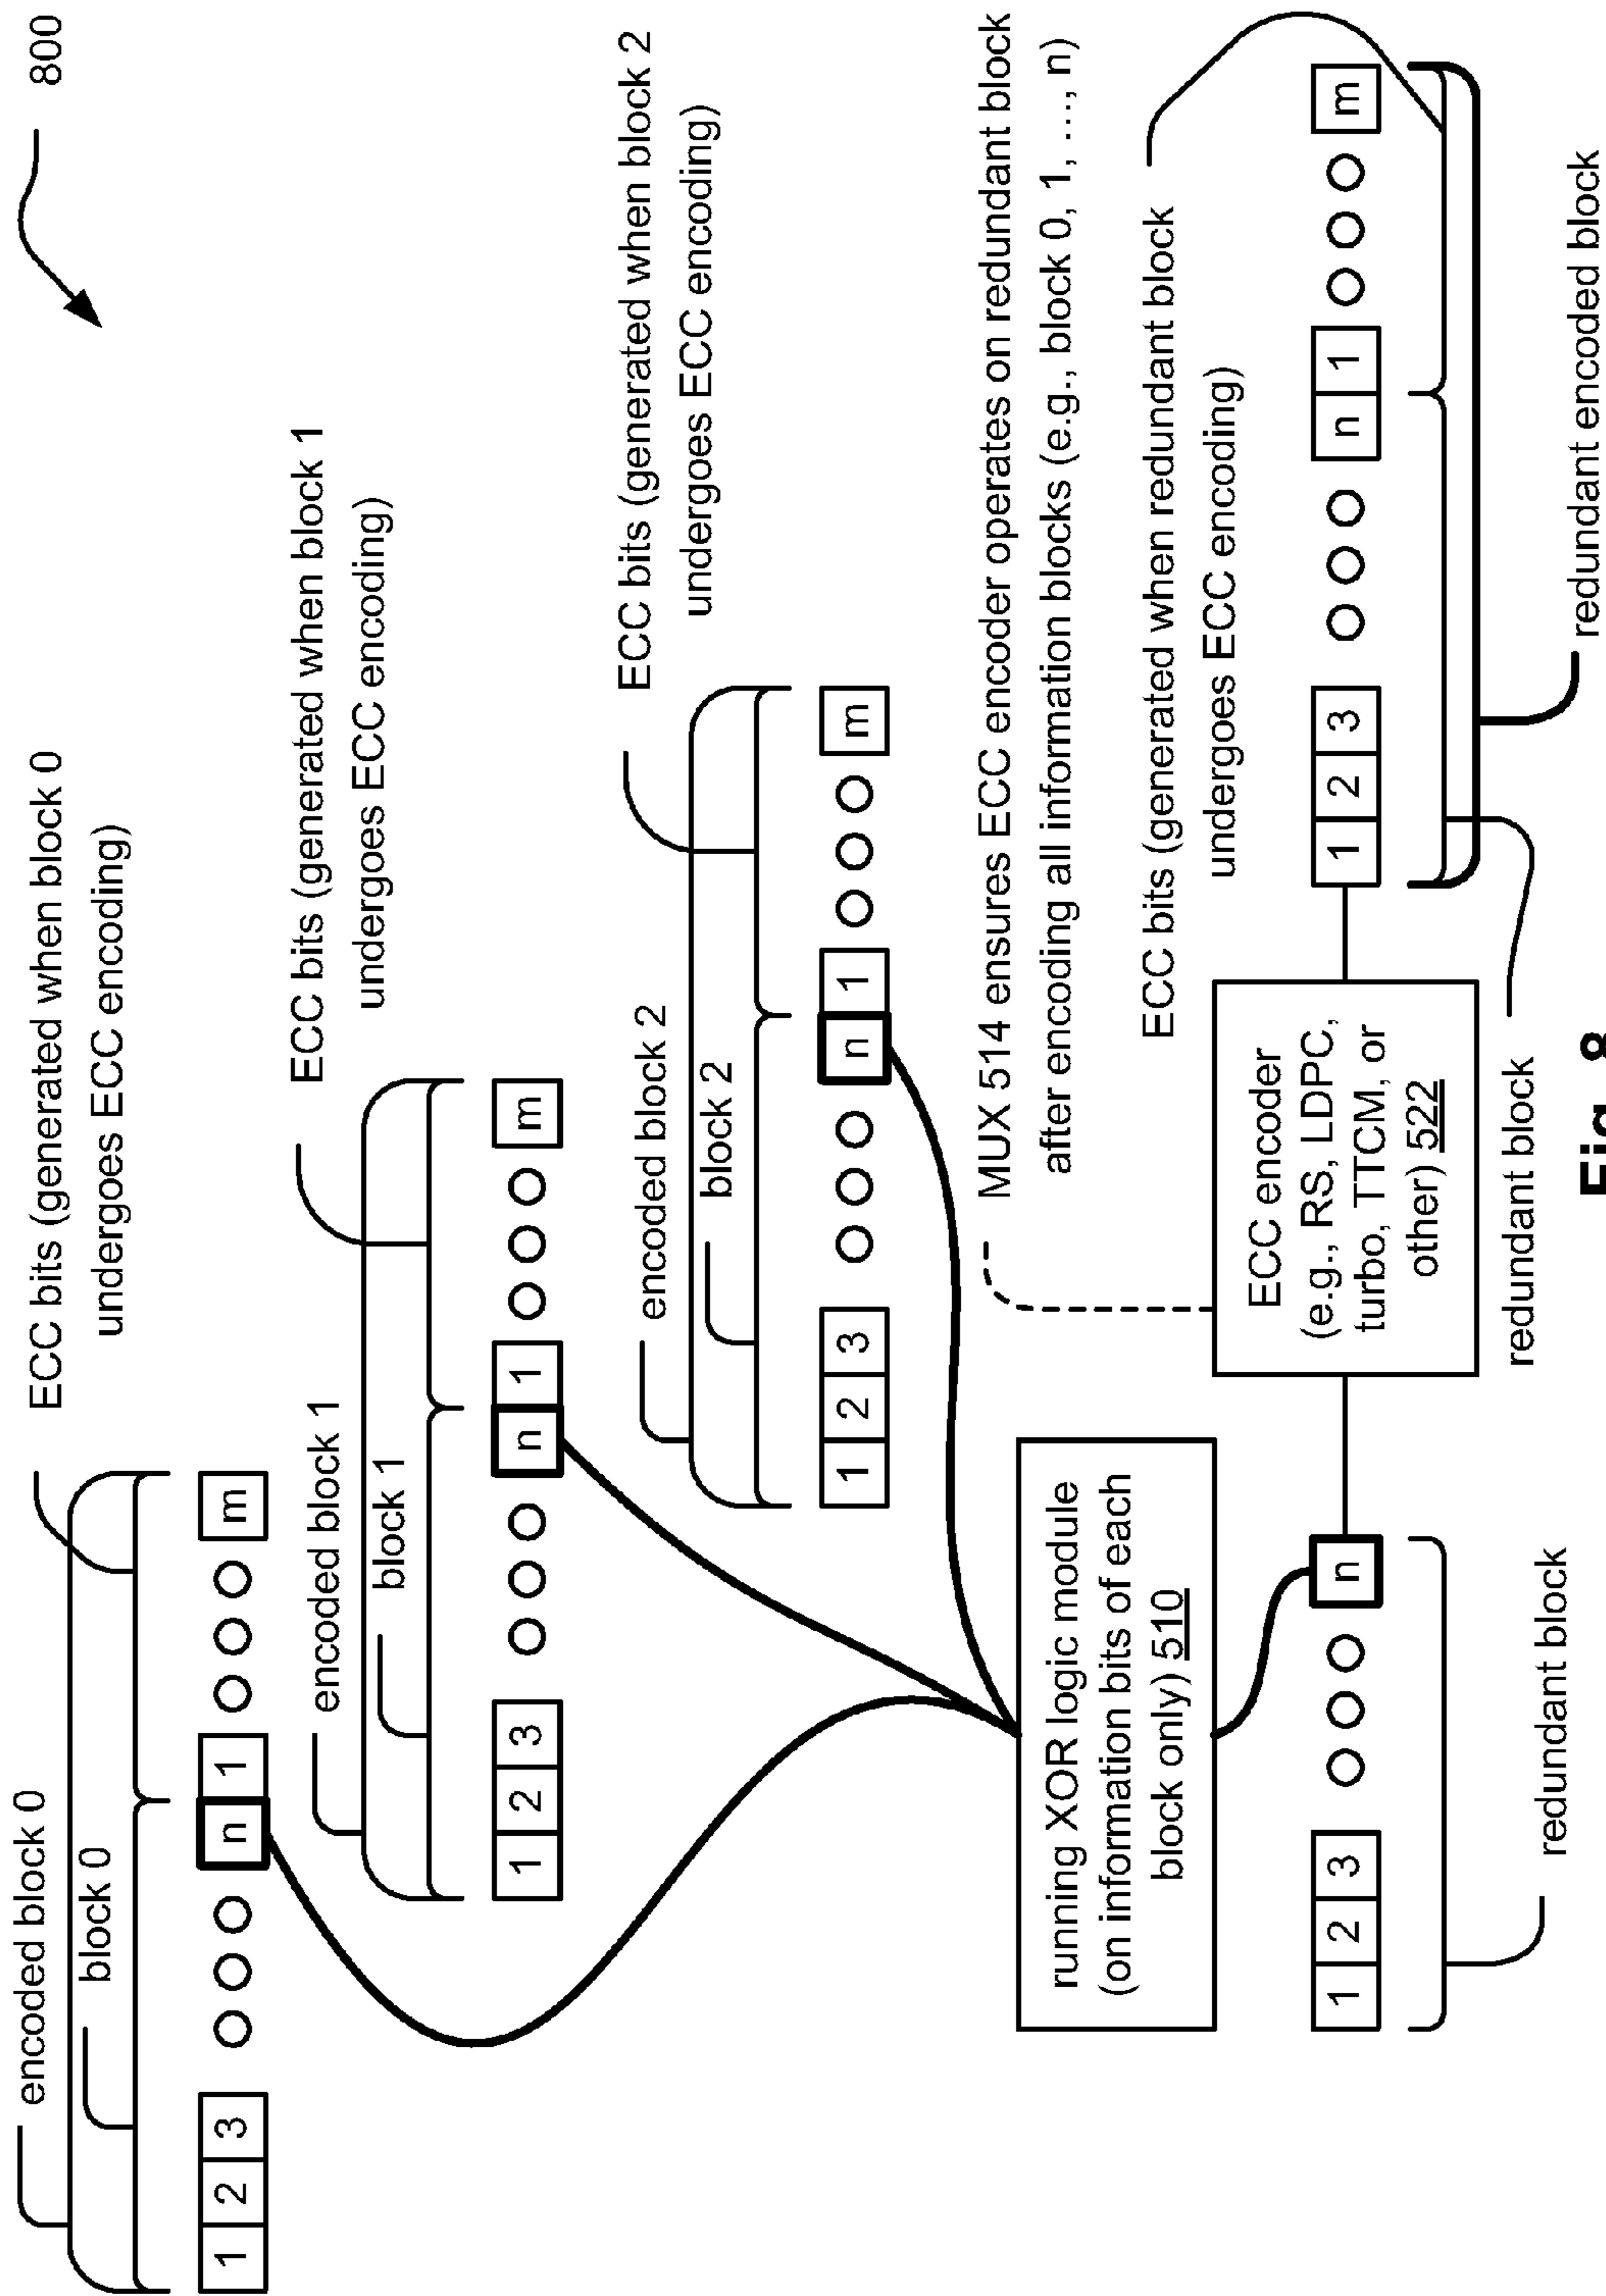 800
ECC bits (generated when block 0
undergoes ECC encoding)
encoded block 0
block 0
1 2 3 n 1 m
ECC bits (generated when block 1
undergoes ECC encoding)
encoded block 1
block 1
1 2 3 n 1 m
ECC bits (generated when block 2
undergoes ECC encoding)
encoded block 2
block 2
1 2 3 n 1 m
MUX 514 ensures ECC encoder operates on redundant block
after encoding all information blocks (e.g., block 0, 1, ..., n)
running XOR logic module
(on information bits of each
block only) 510
ECC bits (generated when redundant block
undergoes ECC encoding)
1 2 3 n
ECC encoder
(e.g., RS, LDPC,
turbo, TTCM, or
other) 522
1 2 3 n 1 m
redundant block
redundant block
redundant encoded block
Fig. 8